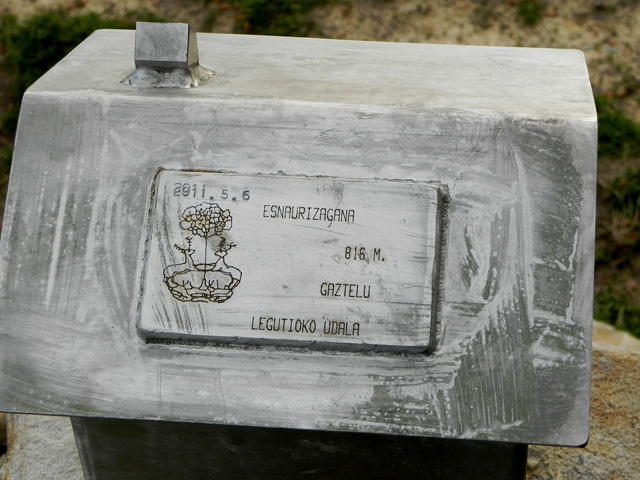 2011.5.6
ESNAURIZAGANA
816 M.
GAZTELU
LEGUTIOKO UDALA